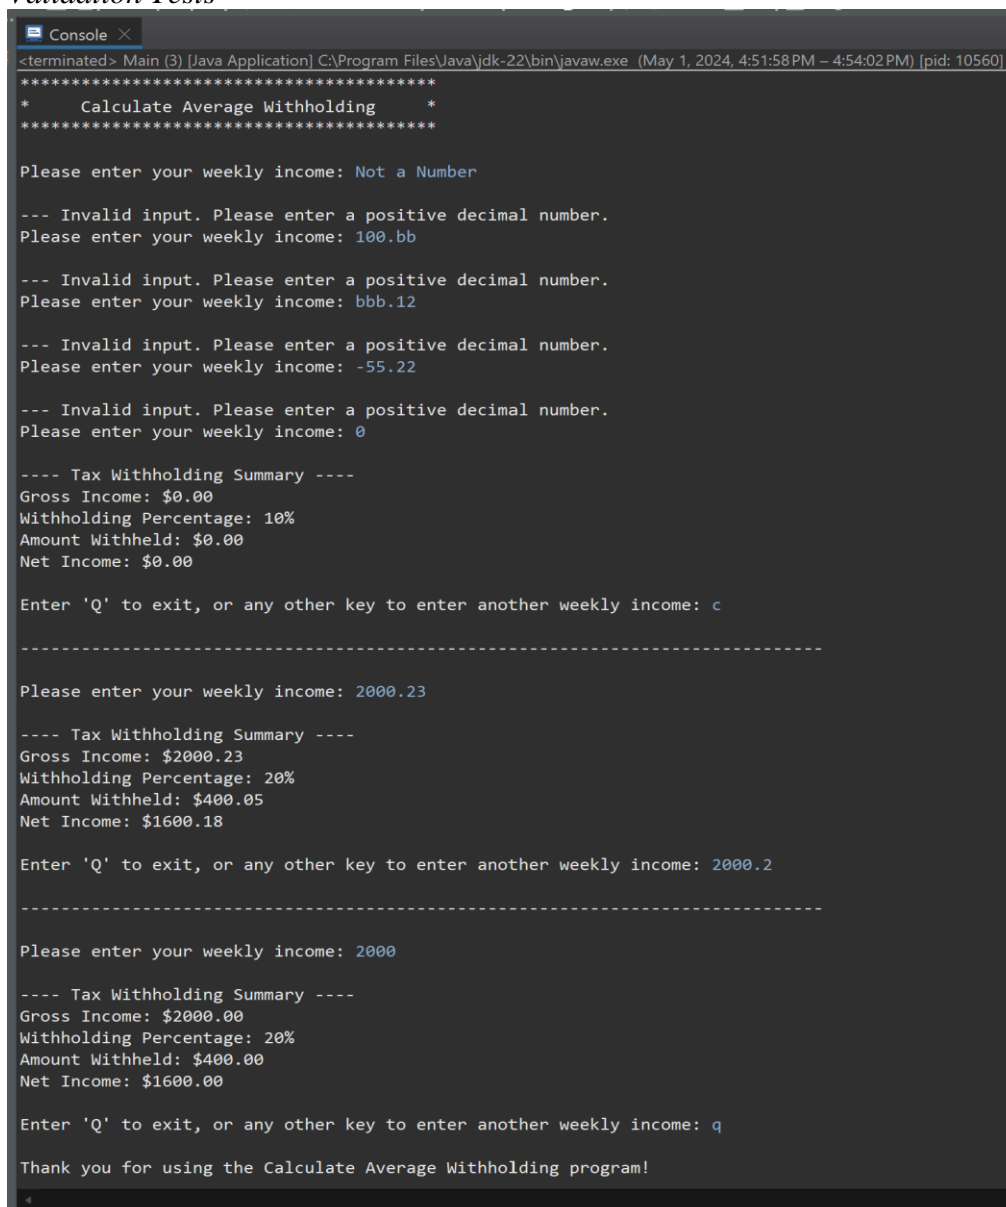 Validation Tests
Console
<terminated> Main (3) [Java Application] C:\Program Files\Java\jdk-22\bin\javaw.exe (May 1, 2024, 4:51:58 PM – 4:54:02 PM) [pid: 10560]
*****************************************
* Calculate Average Withholding *
*****************************************
Please enter your weekly income: Not a Number
--- Invalid input. Please enter a positive decimal number.
Please enter your weekly income: 100.bb
--- Invalid input. Please enter a positive decimal number.
Please enter your weekly income: bbb.12
--- Invalid input. Please enter a positive decimal number.
Please enter your weekly income: -55.22
--- Invalid input. Please enter a positive decimal number.
Please enter your weekly income: 0
---- Tax Withholding Summary ----
Gross Income: $0.00
Withholding Percentage: 10%
Amount Withheld: $0.00
Net Income: $0.00
Enter 'Q' to exit, or any other key to enter another weekly income: c
-------------------------------------------------------------------------------
Please enter your weekly income: 2000.23
---- Tax Withholding Summary ----
Gross Income: $2000.23
Withholding Percentage: 20%
Amount Withheld: $400.05
Net Income: $1600.18
Enter 'Q' to exit, or any other key to enter another weekly income: 2000.2
-------------------------------------------------------------------------------
Please enter your weekly income: 2000
---- Tax Withholding Summary ----
Gross Income: $2000.00
Withholding Percentage: 20%
Amount Withheld: $400.00
Net Income: $1600.00
Enter 'Q' to exit, or any other key to enter another weekly income: q
Thank you for using the Calculate Average Withholding program!